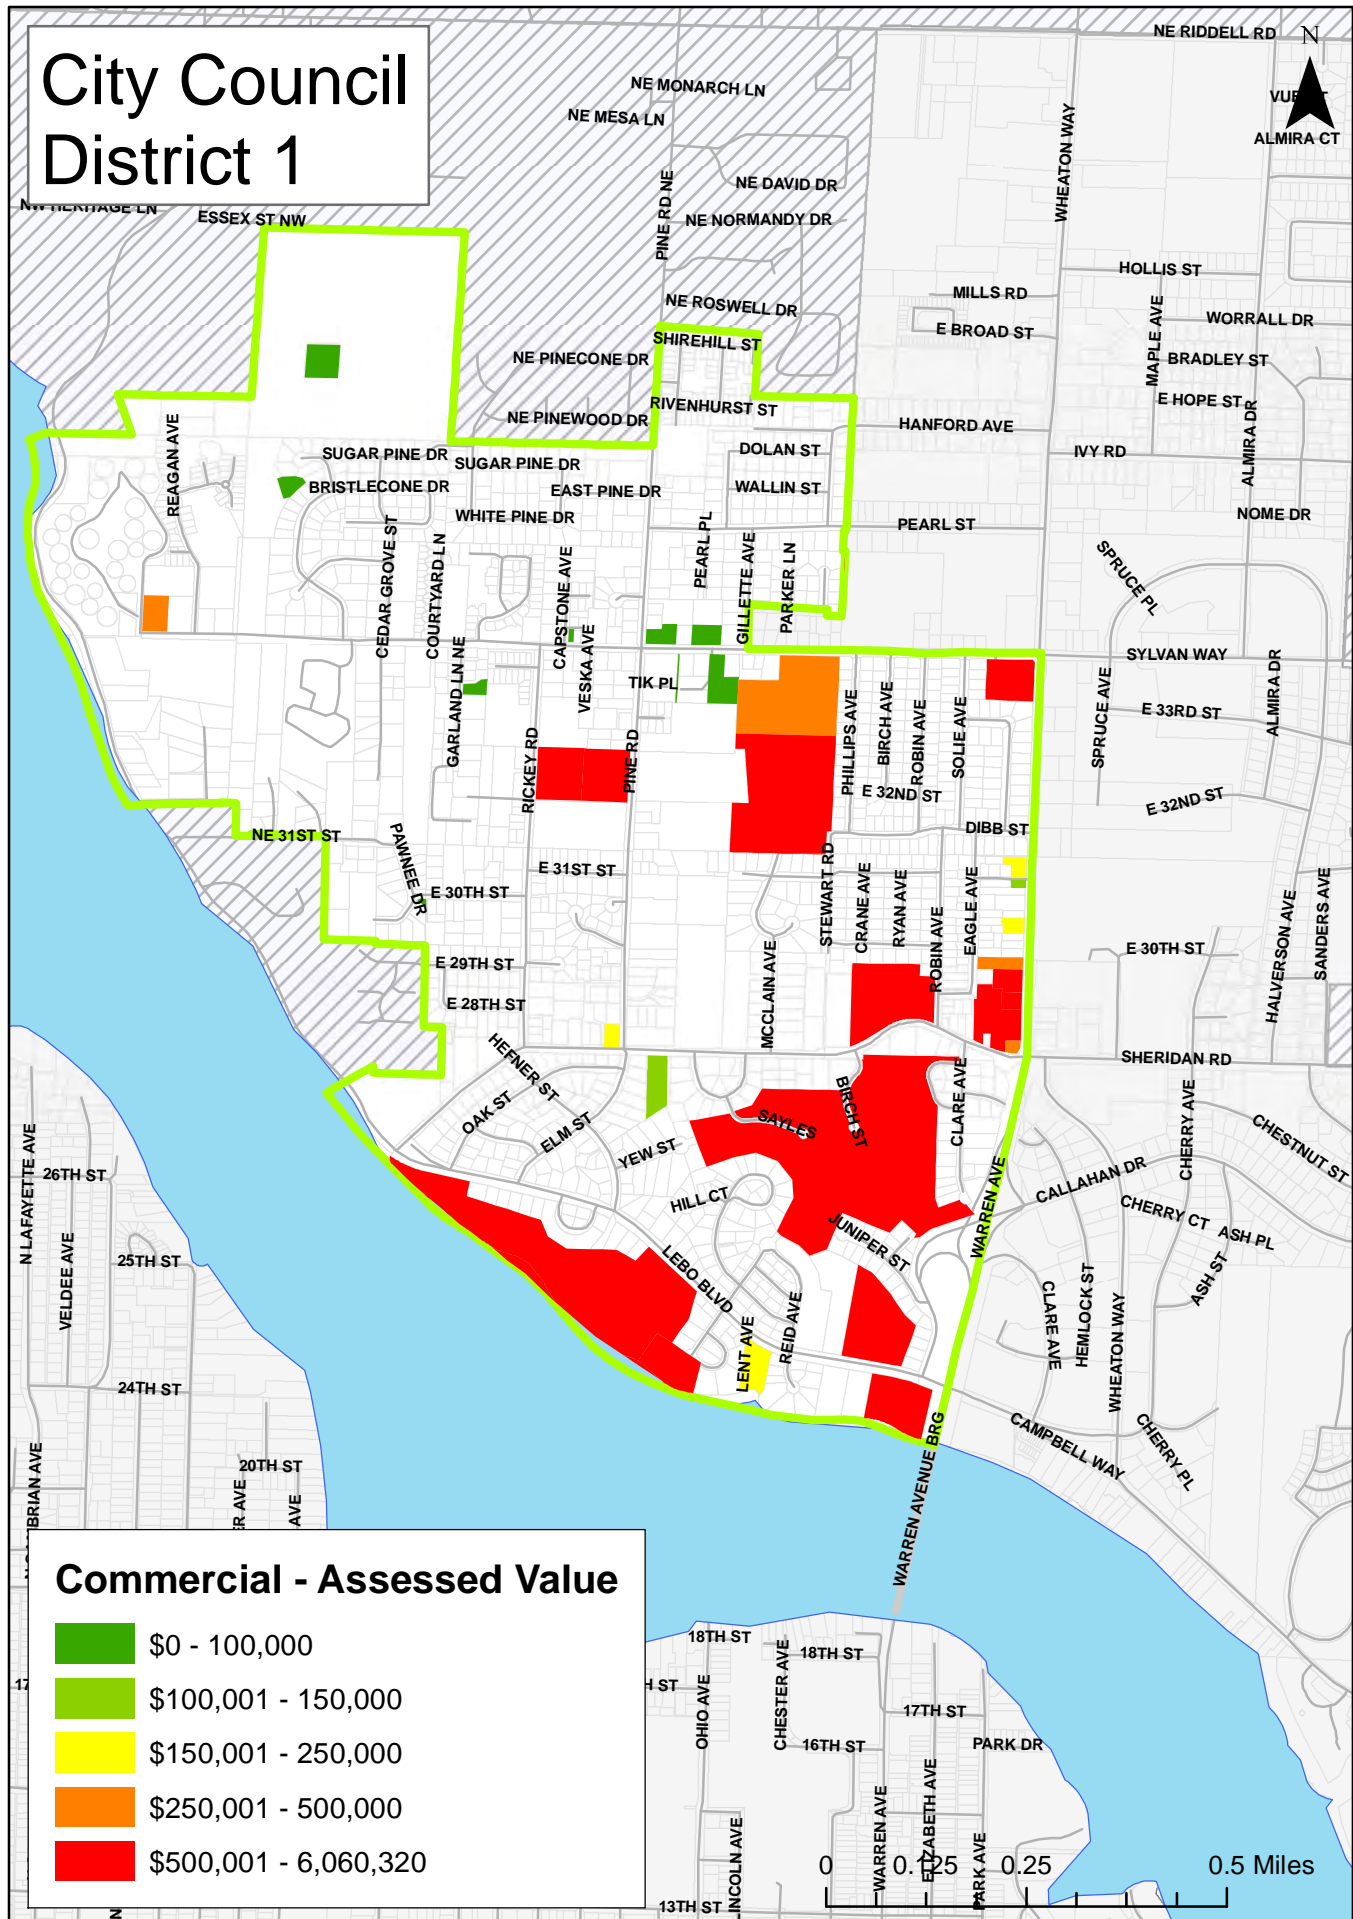 City Council
District 1
NE RIDDELL RD
N
NE MONARCH LN
NE MESA LN
ALMIRA CT
WHEATON WAY
NE DAVID DR
PINE RD NE
NE NORMANDY DR
ESSEX ST NW
HOLLIS ST
MILLS RD
NE ROSWELL DR
MAPLE AVE
WORRALL DR
E BROAD ST
SHIREHILL ST
NE PINECONE DR
BRADLEY ST
E HOPE ST
RIVENHURST ST
NE PINEWOOD DR
HANFORD AVE
ALMIRA DR
REAGAN AVE
SUGAR PINE DR
SUGAR PINE DR
DOLAN ST
IVY RD
BRISTLECONE DR
EAST PINE DR
WALLIN ST
WHITE PINE DR
PEARL ST
NOME DR
CEDAR GROVE ST
COURTYARD LN
CAPSTONE AVE
PEARL PL
GILLETTE AVE
PARKER LN
SPRUCE PL
GARLAND LN NE
VESKA AVE
TIK PL
SYLVAN WAY
ALMIRA DR
PHILLIPS AVE
BIRCH AVE
ROBIN AVE
SOLIE AVE
SPRUCE AVE
E 33RD ST
RICKEY RD
PINE RD
E 32ND ST
E 32ND ST
NE 31ST ST
DIBB ST
PAWNEE DR
E 31ST ST
E 30TH ST
STEWART RD
CRANE AVE
RYAN AVE
ROBIN AVE
EAGLE AVE
HALVERSON AVE
SANDERS AVE
E 30TH ST
E 29TH ST
MCCLAIN AVE
E 28TH ST
HEFNER ST
SHERIDAN RD
OAK ST
ELM ST
YEW ST
SAYLES
BIRCH ST
CLARE AVE
CHERRY AVE
CHESTNUT ST
N LAFAYETTE AVE
26TH ST
HILL CT
WARREN AVE
CALLAHAN DR
CHERRY CT
ASH PL
VELDEE AVE
25TH ST
LEBO BLVD
JUNIPER ST
ASH ST
LENT AVE
REID AVE
CLARE AVE
HEMLOCK ST
WHEATON WAY
24TH ST
CAMPBELL WAY
CHERRY PL
20TH ST
AVE
WARREN AVENUE BRG
Commercial - Assessed Value
$0 - 100,000
$100,001 - 150,000
$150,001 - 250,000
$250,001 - 500,000
$500,001 - 6,060,320
18TH ST
18TH ST
OHIO AVE
CHESTER AVE
17TH ST
16TH ST
PARK DR
WARREN AVE
ELIZABETH AVE
PARK AVE
13TH ST
0 0.125 0.25 0.5 Miles